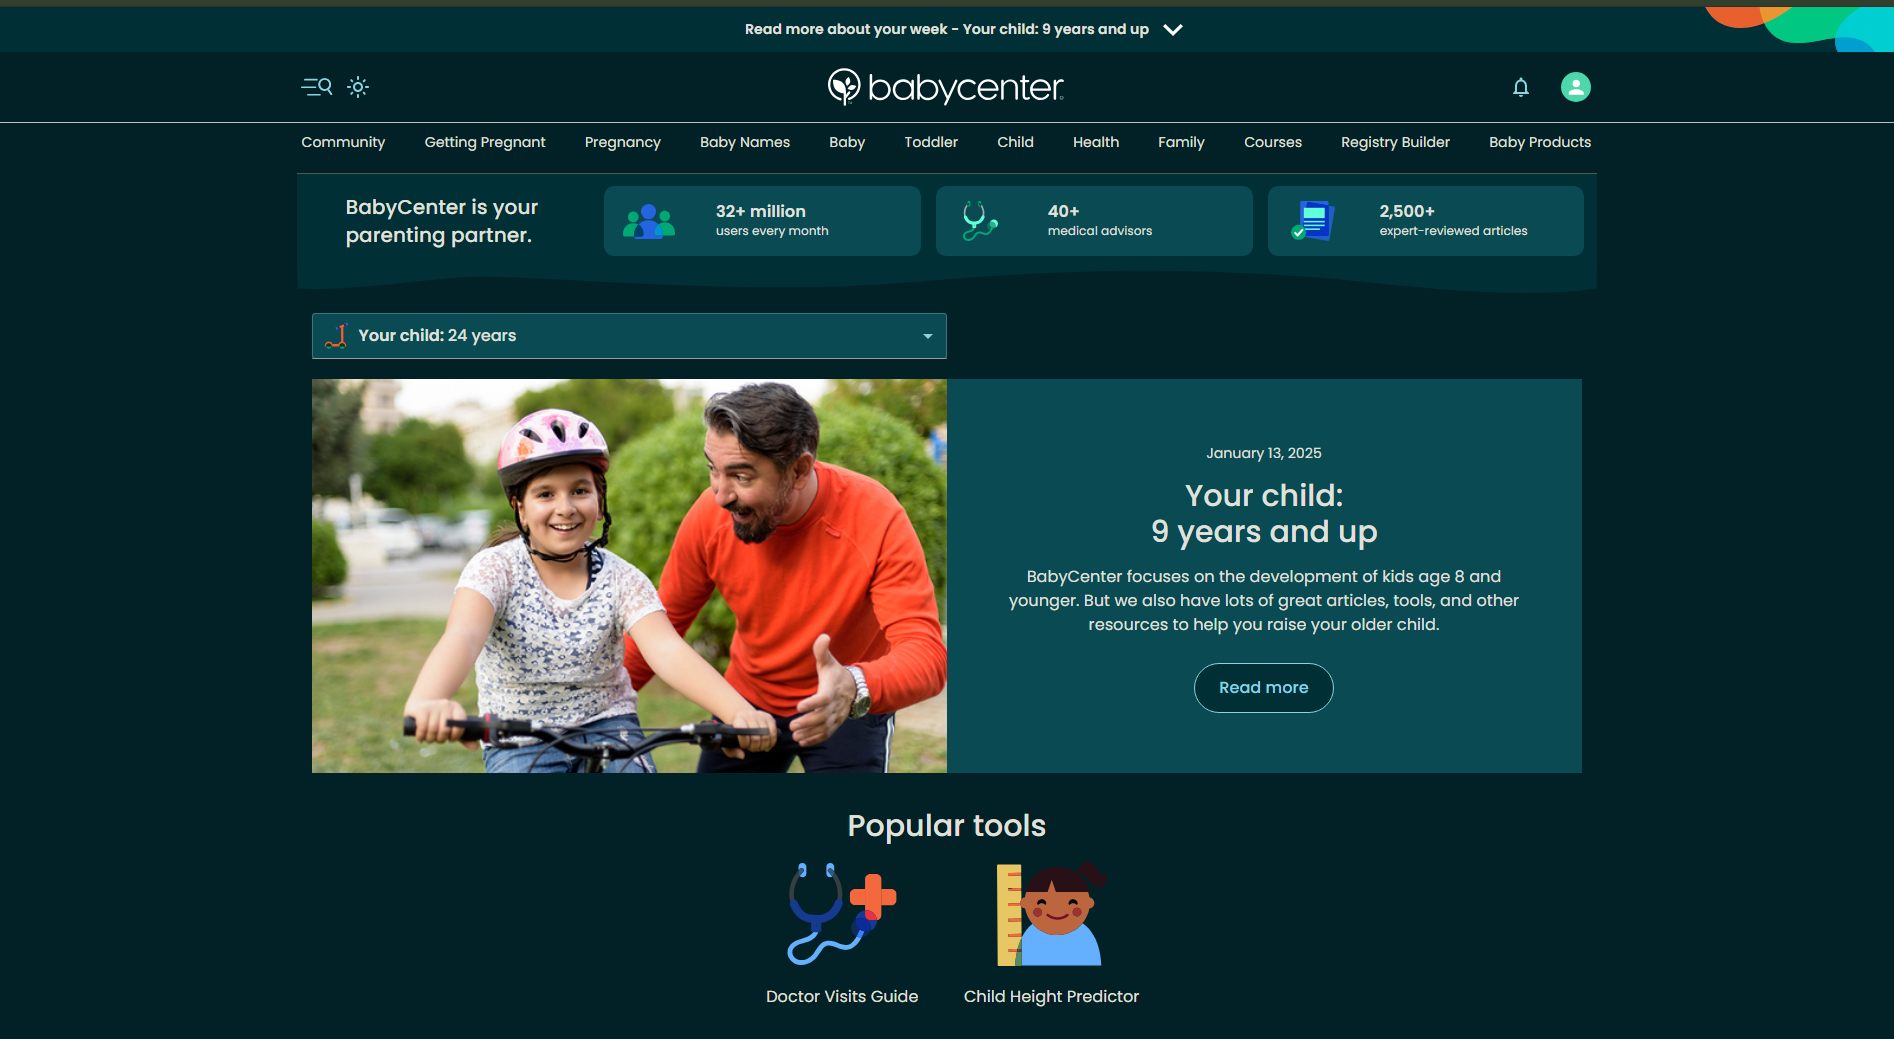 Read more about your week - Your child: 9 years and up
babycenter
Community
Getting Pregnant
Pregnancy
Baby Names
Baby
Toddler
Child
Health
Family
Courses
Registry Builder
Baby Products
BabyCenter is your
parenting partner.
32+ million
users every month
40+
medical advisors
2,500+
expert-reviewed articles
Your child: 24 years
January 13, 2025
Your child:
9 years and up
BabyCenter focuses on the development of kids age 8 and
younger. But we also have lots of great articles, tools, and other
resources to help you raise your older child.
Read more
Popular tools
Doctor Visits Guide
Child Height Predictor